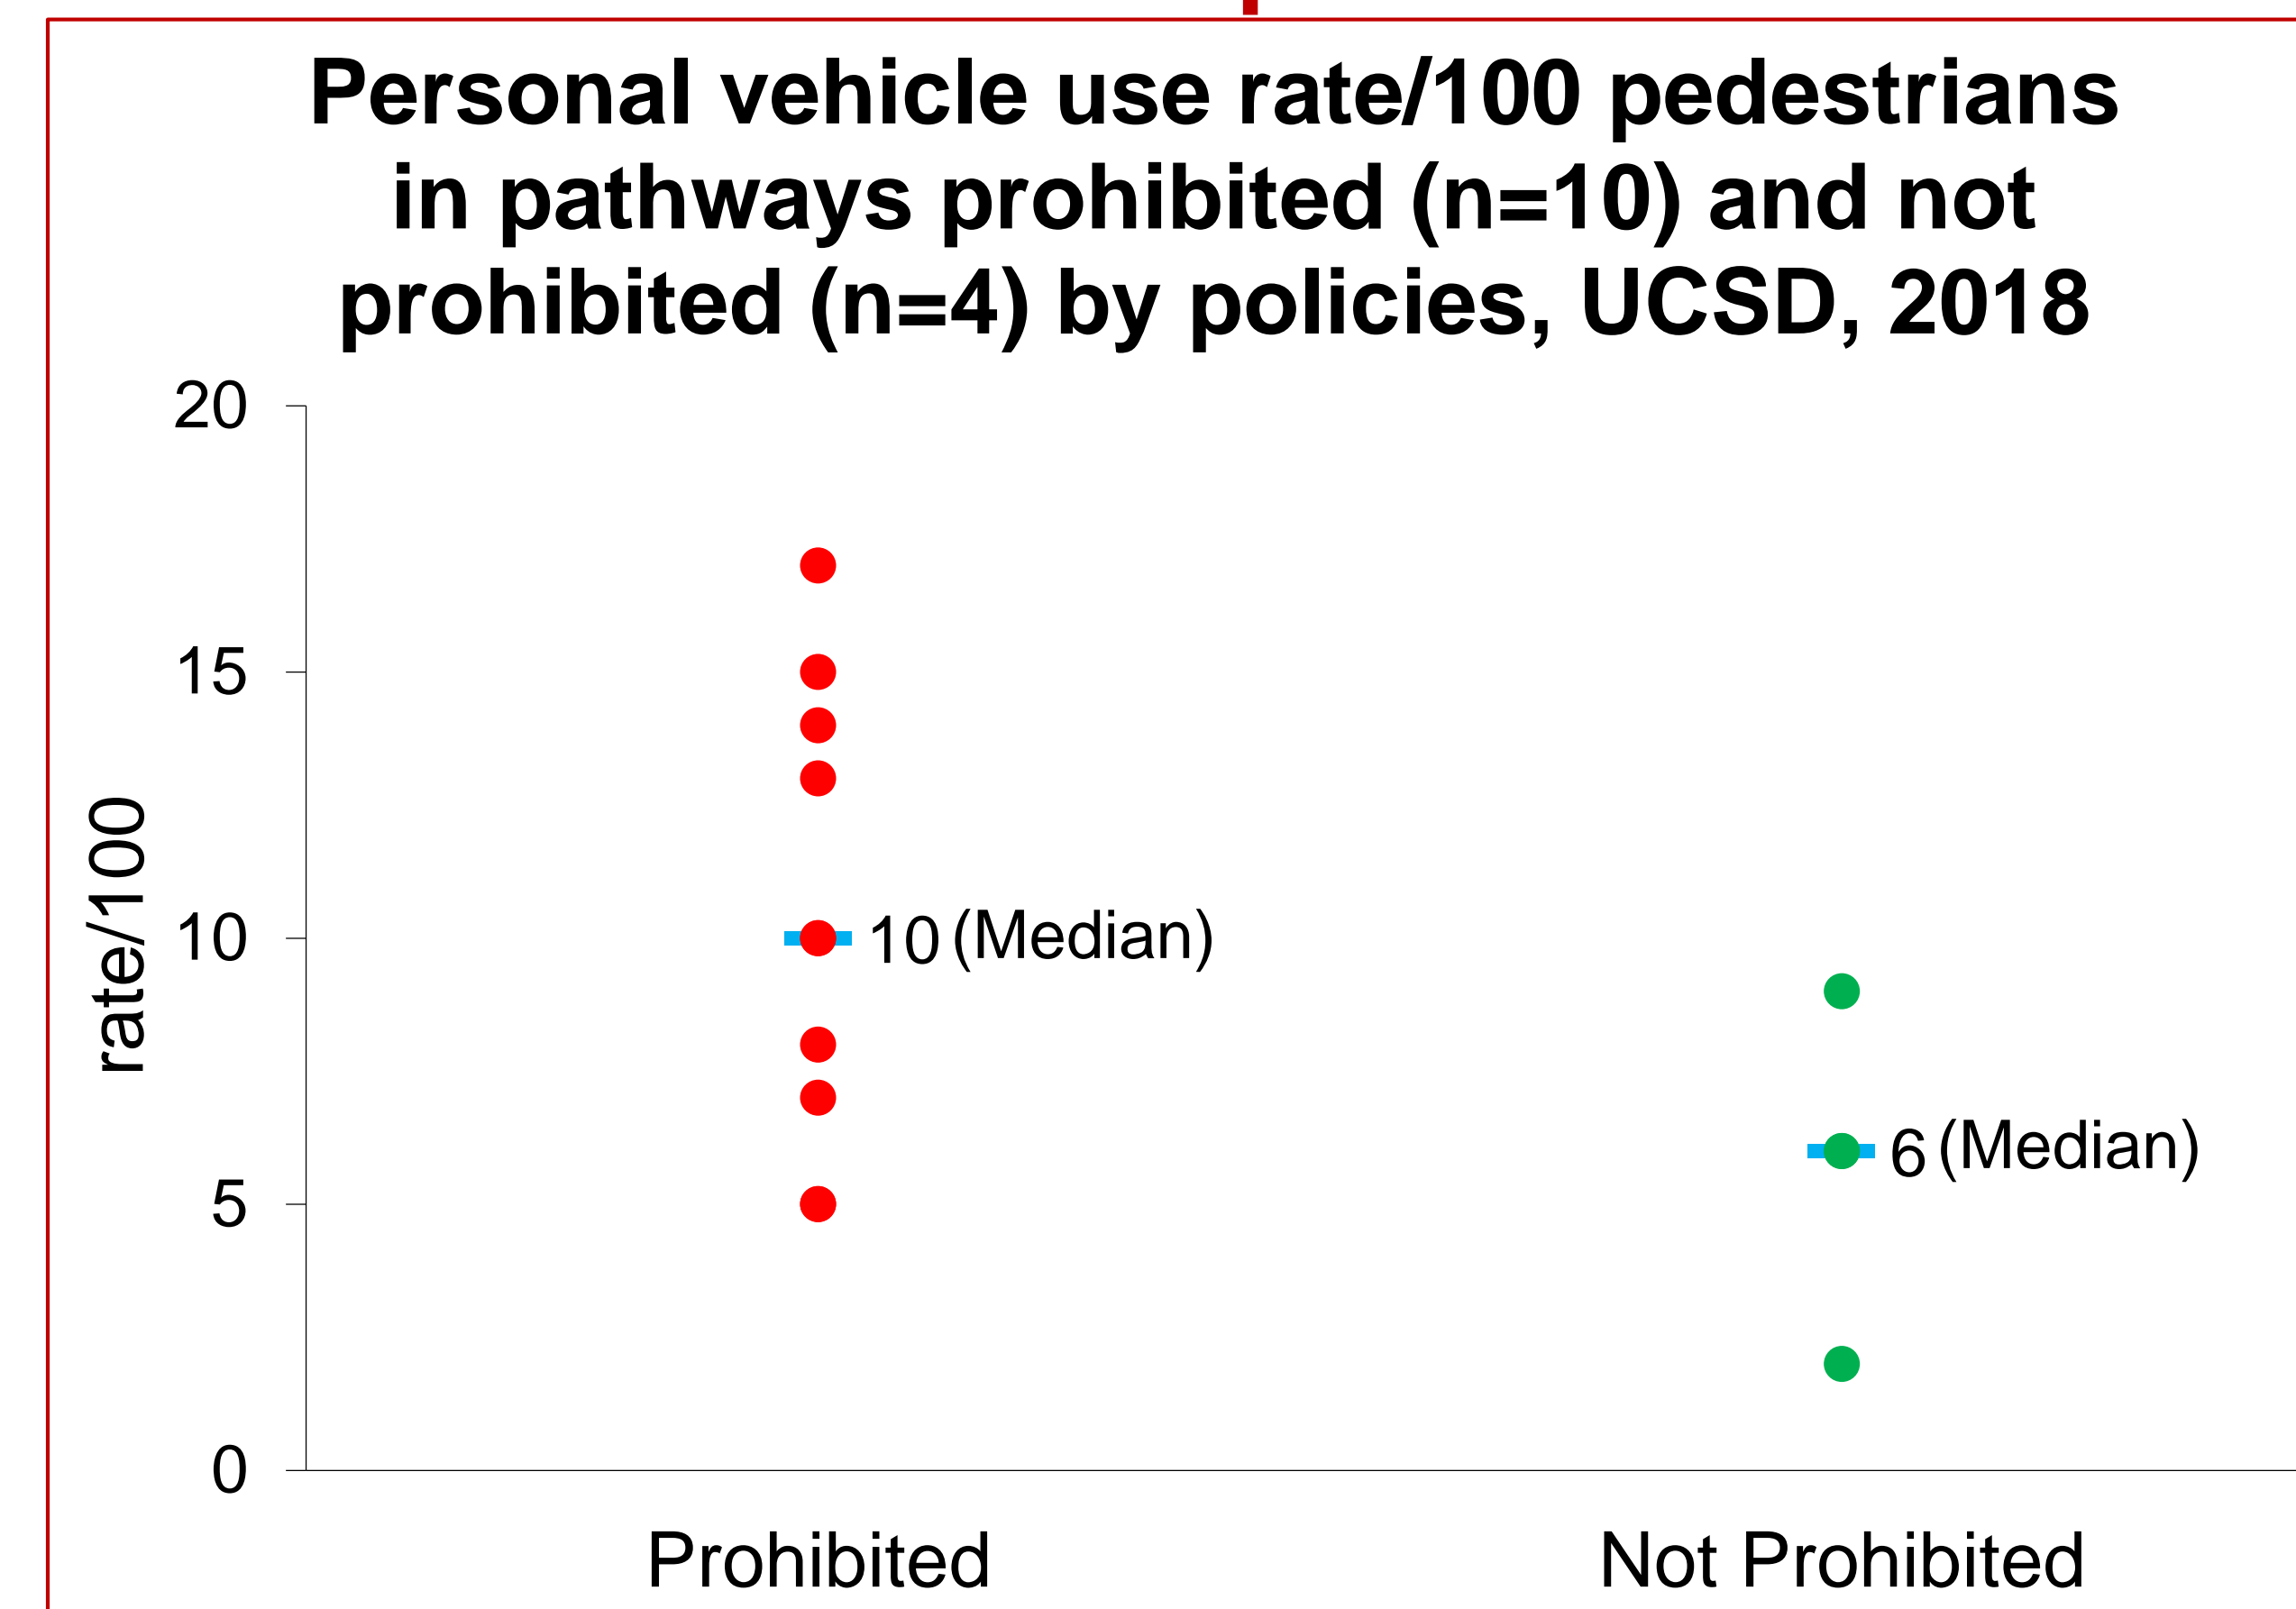 Personal vehicle use rate/100 pedestrians
in pathways prohibited (n=10) and not
prohibited (n=4) by policies, UCSD, 2018
20
15
10
5
0
rate/100
10 (Median)
6 (Median)
Prohibited
Not Prohibited